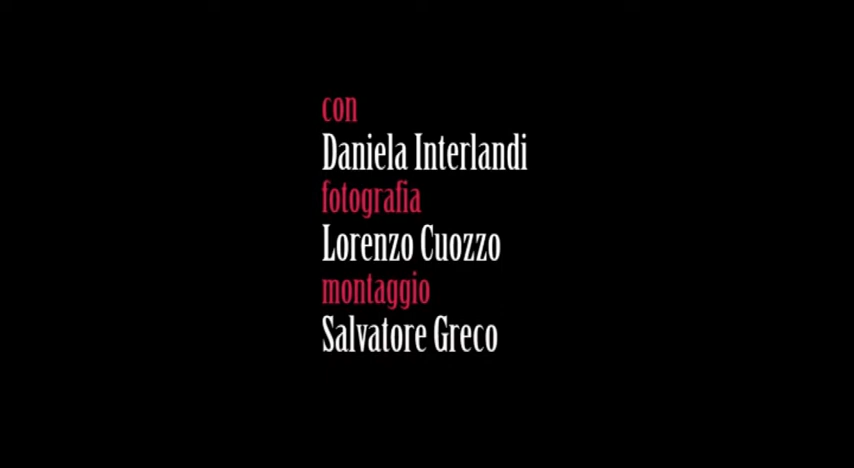 con
Daniela Interlandi
fotografia
Lorenzo Cuozzo
montaggio
Salvatore Greco